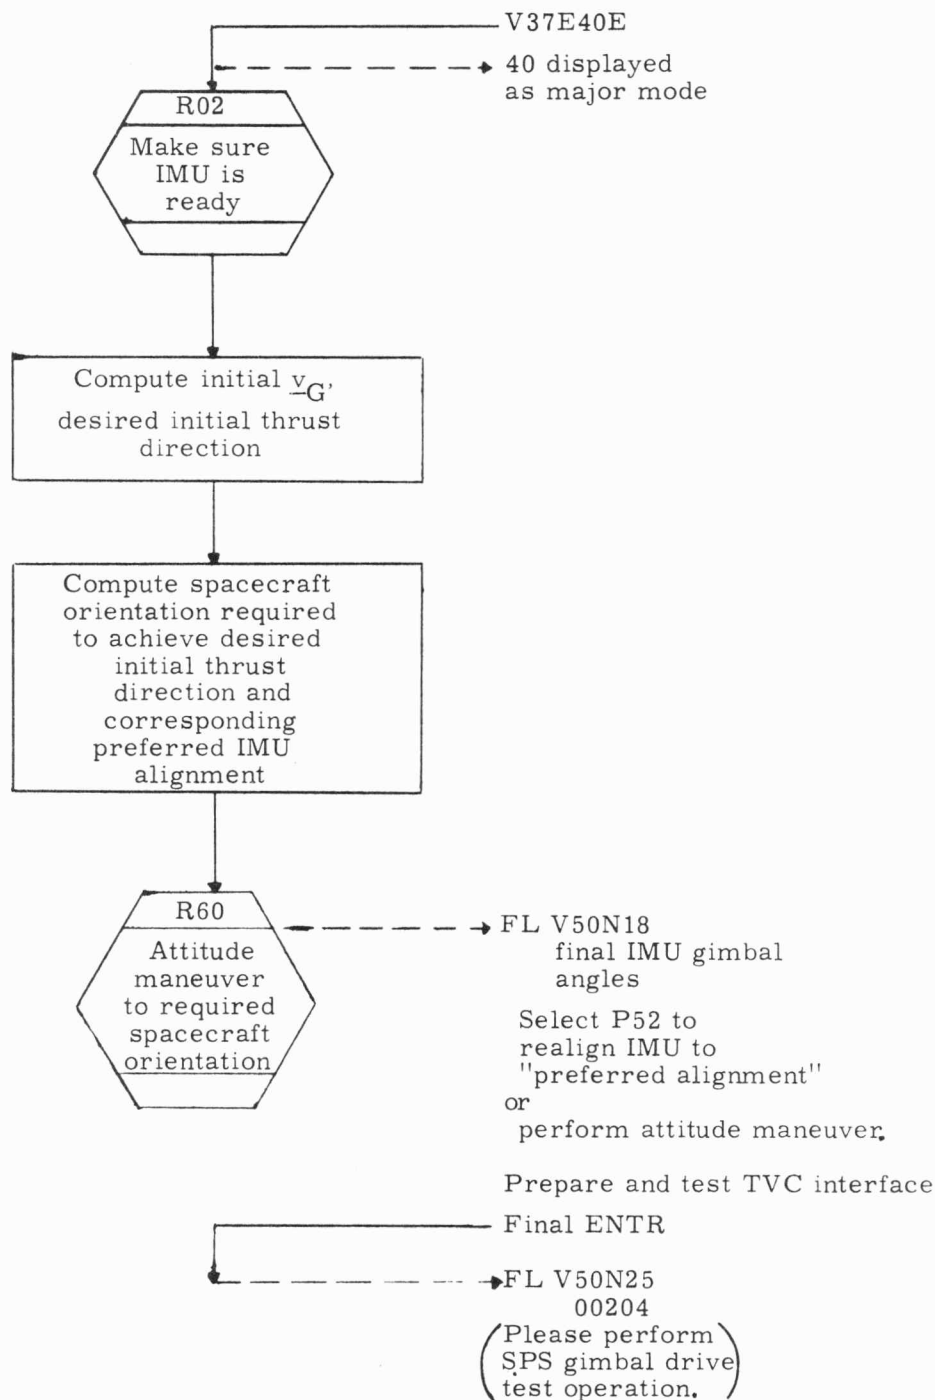 V37E40E
40 displayed
as major mode
R02
Make sure
IMU is
ready
Compute initial v_G,
desired initial thrust
direction
Compute spacecraft
orientation required
to achieve desired
initial thrust
direction and
corresponding
preferred IMU
alignment
R60
Attitude
maneuver
to required
spacecraft
orientation
FL V50N18
final IMU gimbal
angles
Select P52 to
realign IMU to
"preferred alignment"
or
perform attitude maneuver.
Prepare and test TVC interface
Final ENTR
FL V50N25
00204
(Please perform
SPS gimbal drive
test operation.)